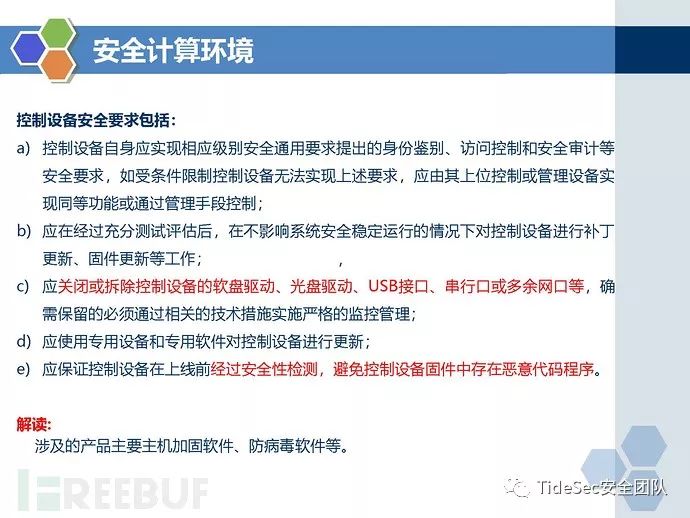 安全计算环境
控制设备安全要求包括：
a) 控制设备自身应实现相应级别安全通用要求提出的身份鉴别、访问控制和安全审计等
安全要求，如受条件限制控制设备无法实现上述要求，应由其上位控制或管理设备实
现同等功能或通过管理手段控制；
b) 应在经过充分测试评估后，在不影响系统安全稳定运行的情况下对控制设备进行补丁
更新、固件更新等工作； ，
c) 应关闭或拆除控制设备的软盘驱动、光盘驱动、USB接口、串行口或多余网口等，确
需保留的必须通过相关的技术措施实施严格的监控管理；
d) 应使用专用设备和专用软件对控制设备进行更新；
e) 应保证控制设备在上线前经过安全性检测，避免控制设备固件中存在恶意代码程序。
解读:
涉及的产品主要主机加固软件、防病毒软件等。
FREEBUF
TideSec安全团队